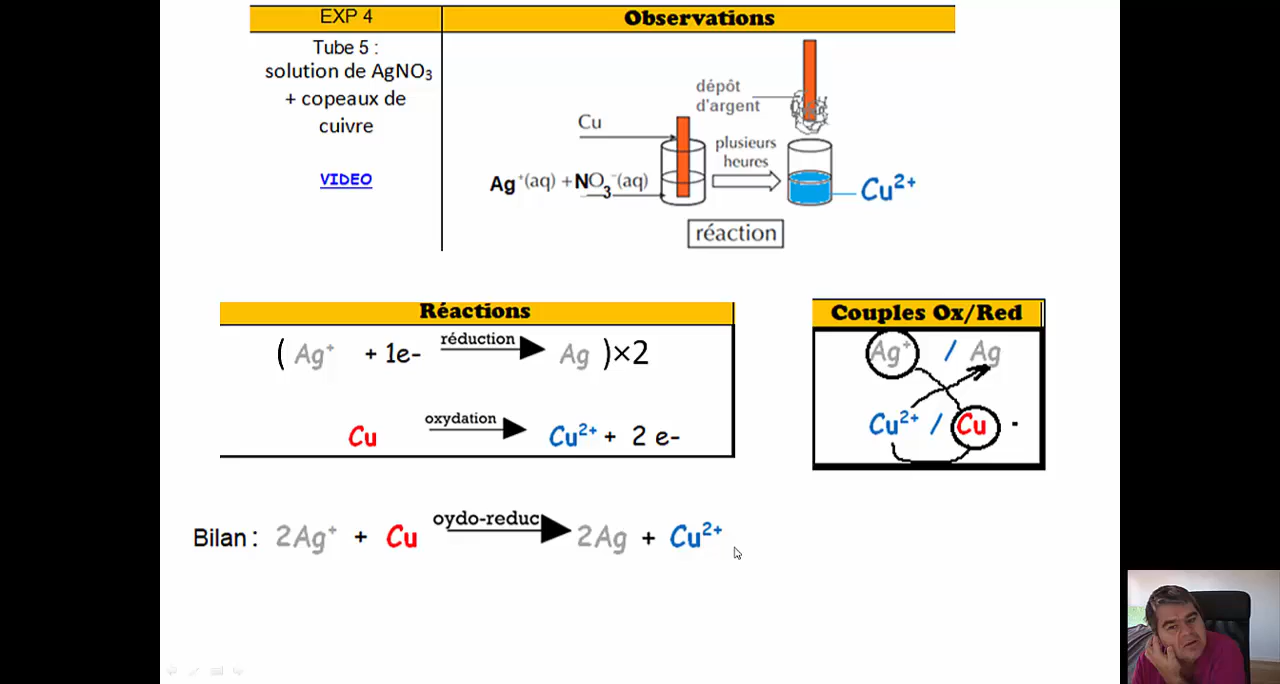 EXP 4
Observations
Tube 5 :
solution de AgNO3
+ copeaux de
cuivre
VIDEO
dépôt
d'argent
Cu
plusieurs
heures
Ag+(aq) + NO3-(aq)
Cu2+
réaction
Réactions
( Ag+ + 1e- réduction Ag )×2
Cu oxydation Cu2+ + 2 e-
Couples Ox/Red
Ag+ / Ag
Cu2+ / Cu
Bilan : 2Ag+ + Cu oydo-reduc 2Ag + Cu2+